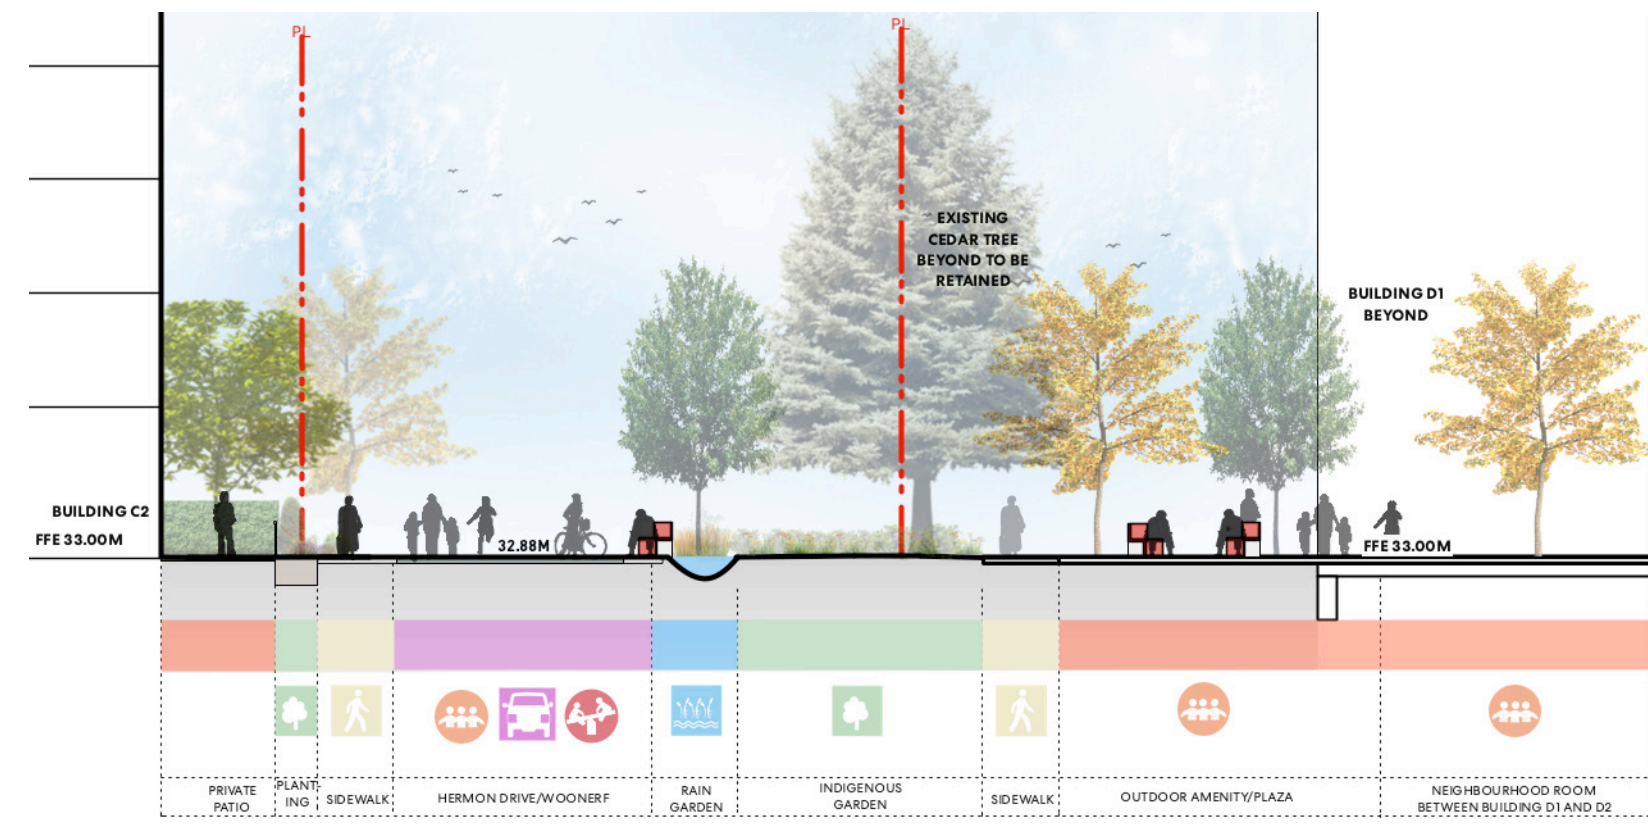 PL
PL
EXISTING
CEDAR TREE
BEYOND TO BE
RETAINED
BUILDING D1
BEYOND
BUILDING C2
FFE 33.00M
32.88M
FFE 33.00M
PRIVATE
PATIO
PLANT-
ING
SIDEWALK
HERMON DRIVE/WOONERF
RAIN
GARDEN
INDIGENOUS
GARDEN
SIDEWALK
OUTDOOR AMENITY/PLAZA
NEIGHBOURHOOD ROOM
BETWEEN BUILDING D1 AND D2